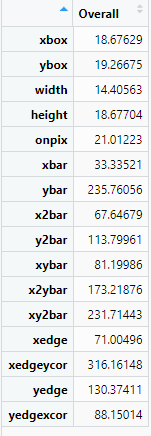 Overall
xbox 18.67629
ybox 19.26675
width 14.40563
height 18.67704
onpix 21.01223
xbar 33.33521
ybar 235.76056
x2bar 67.64679
y2bar 113.79961
xybar 81.19986
x2ybar 173.21876
xy2bar 231.71443
xedge 71.00496
xedgeycor 316.16148
yedge 130.37411
yedgexcor 88.15014